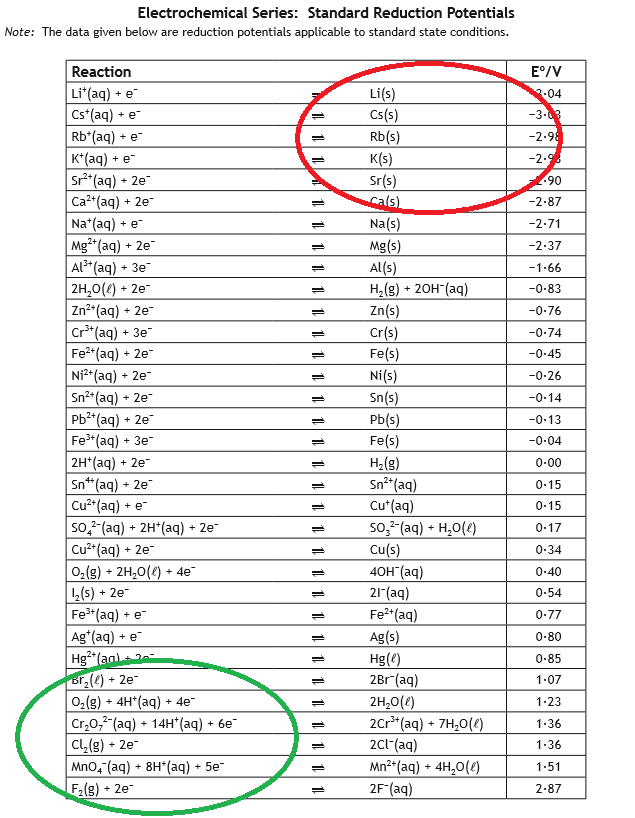 Electrochemical Series: Standard Reduction Potentials
Note: The data given below are reduction potentials applicable to standard state conditions.
Reaction E°/V
Li⁺(aq) + e⁻ ⇌ Li(s) 3·04
Cs⁺(aq) + e⁻ ⇌ Cs(s) −3·03
Rb⁺(aq) + e⁻ ⇌ Rb(s) −2·98
K⁺(aq) + e⁻ ⇌ K(s) −2·93
Sr²⁺(aq) + 2e⁻ ⇌ Sr(s) −2·90
Ca²⁺(aq) + 2e⁻ ⇌ Ca(s) −2·87
Na⁺(aq) + e⁻ ⇌ Na(s) −2·71
Mg²⁺(aq) + 2e⁻ ⇌ Mg(s) −2·37
Al³⁺(aq) + 3e⁻ ⇌ Al(s) −1·66
2H₂O(ℓ) + 2e⁻ ⇌ H₂(g) + 2OH⁻(aq) −0·83
Zn²⁺(aq) + 2e⁻ ⇌ Zn(s) −0·76
Cr³⁺(aq) + 3e⁻ ⇌ Cr(s) −0·74
Fe²⁺(aq) + 2e⁻ ⇌ Fe(s) −0·45
Ni²⁺(aq) + 2e⁻ ⇌ Ni(s) −0·26
Sn²⁺(aq) + 2e⁻ ⇌ Sn(s) −0·14
Pb²⁺(aq) + 2e⁻ ⇌ Pb(s) −0·13
Fe³⁺(aq) + 3e⁻ ⇌ Fe(s) −0·04
2H⁺(aq) + 2e⁻ ⇌ H₂(g) 0·00
Sn⁴⁺(aq) + 2e⁻ ⇌ Sn²⁺(aq) 0·15
Cu²⁺(aq) + e⁻ ⇌ Cu⁺(aq) 0·15
SO₄²⁻(aq) + 2H⁺(aq) + 2e⁻ ⇌ SO₃²⁻(aq) + H₂O(ℓ) 0·17
Cu²⁺(aq) + 2e⁻ ⇌ Cu(s) 0·34
O₂(g) + 2H₂O(ℓ) + 4e⁻ ⇌ 4OH⁻(aq) 0·40
I₂(s) + 2e⁻ ⇌ 2I⁻(aq) 0·54
Fe³⁺(aq) + e⁻ ⇌ Fe²⁺(aq) 0·77
Ag⁺(aq) + e⁻ ⇌ Ag(s) 0·80
Hg²⁺(aq) + 2e⁻ ⇌ Hg(ℓ) 0·85
Br₂(ℓ) + 2e⁻ ⇌ 2Br⁻(aq) 1·07
O₂(g) + 4H⁺(aq) + 4e⁻ ⇌ 2H₂O(ℓ) 1·23
Cr₂O₇²⁻(aq) + 14H⁺(aq) + 6e⁻ ⇌ 2Cr³⁺(aq) + 7H₂O(ℓ) 1·36
Cl₂(g) + 2e⁻ ⇌ 2Cl⁻(aq) 1·36
MnO₄⁻(aq) + 8H⁺(aq) + 5e⁻ ⇌ Mn²⁺(aq) + 4H₂O(ℓ) 1·51
F₂(g) + 2e⁻ ⇌ 2F⁻(aq) 2·87